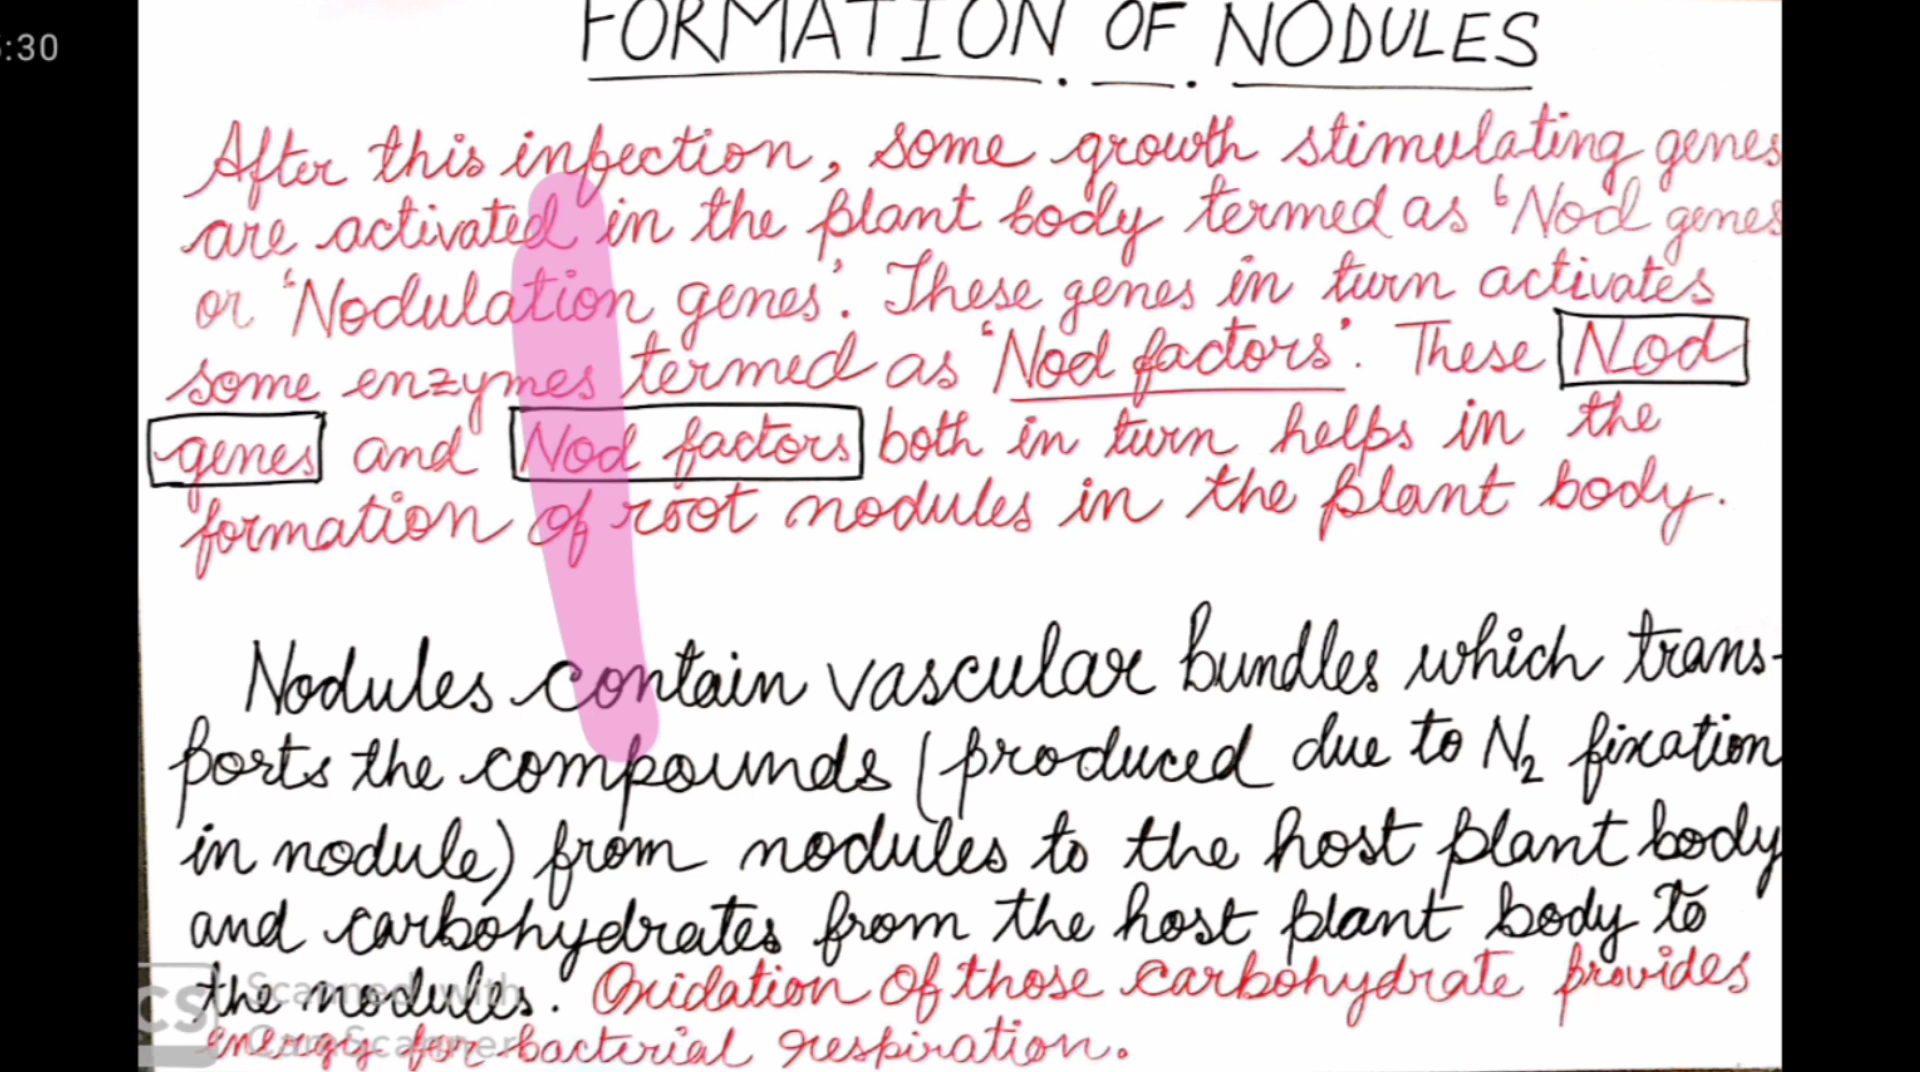 5:30
FORMATION OF NODULES
After this infection, some growth stimulating genes
are activated in the plant body termed as 'Nod genes
or 'Nodulation genes'. These genes in turn activates
some enzymes termed as 'Nod factors'. These Nod
genes and Nod factors both in turn helps in the
formation of root nodules in the plant body.
Nodules contain vascular bundles which trans-
ports the compounds (produced due to N₂ fixation
in nodule) from nodules to the host plant body
and carbohydrates from the host plant body to
the nodules. Oxidation of those carbohydrate provides
energy for bacterial respiration.
CS Scanned with
CamScanner